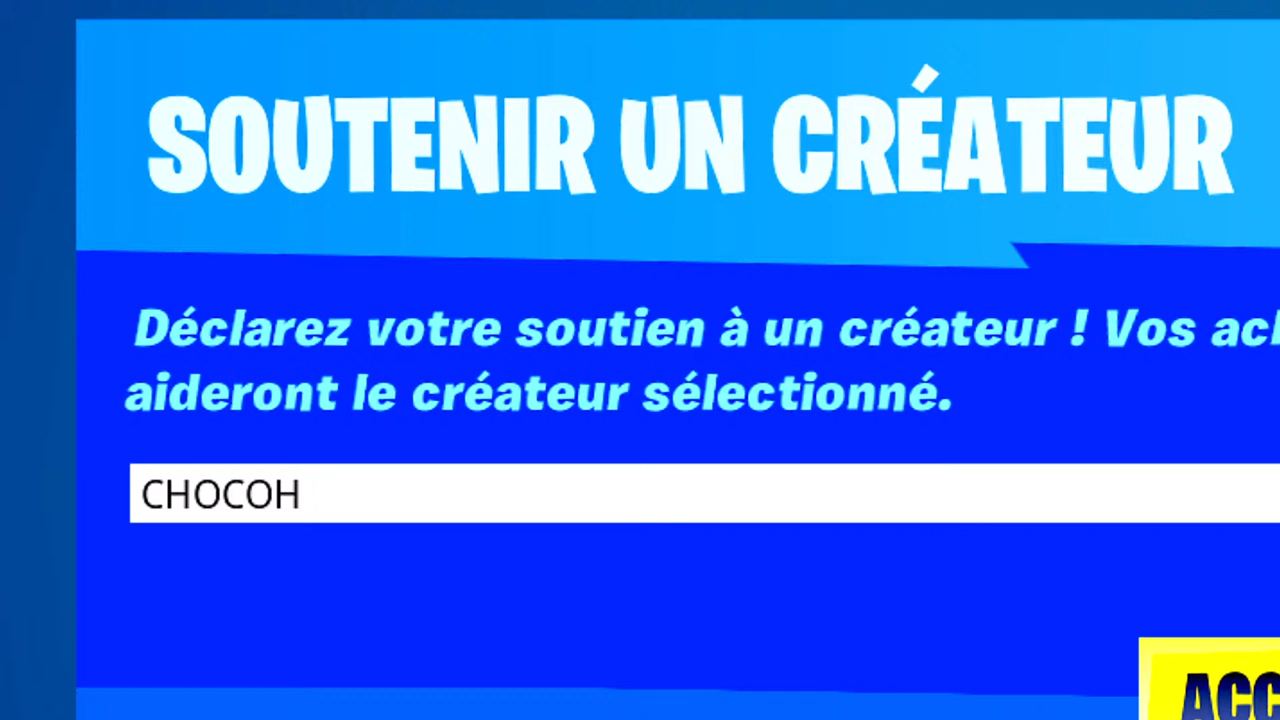 SOUTENIR UN CRÉATEUR
Déclarez votre soutien à un créateur ! Vos
aideront le créateur sélectionné.
CHOCOH